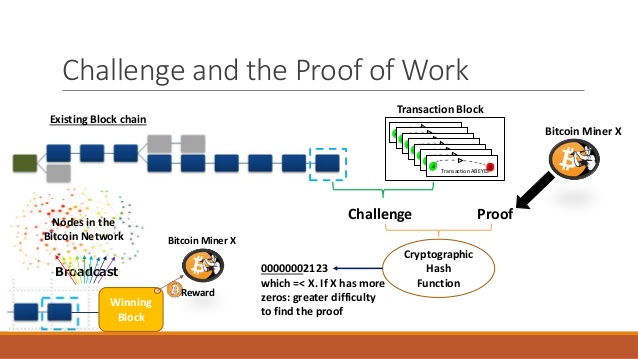 Challenge and the Proof of Work
Existing Block chain
Transaction Block
Bitcoin Miner X
Transaction ABEYES
Challenge
Proof
Nodes in the
Bitcoin Network
Broadcast
Bitcoin Miner X
Reward
Winning
Block
Cryptographic
Hash
Function
00000002123
which =< X. If X has more
zeros: greater difficulty
to find the proof